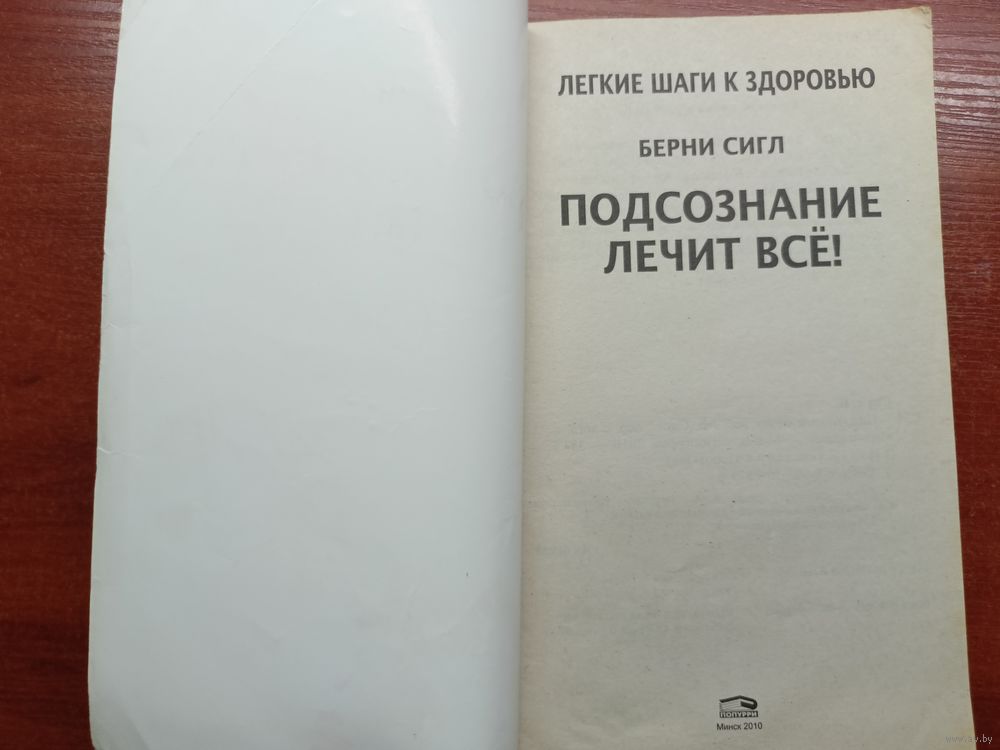 ЛЕГКИЕ ШАГИ К ЗДОРОВЬЮ
БЕРНИ СИГЛ
ПОДСОЗНАНИЕ
ЛЕЧИТ ВСЁ!
ПОПУРРИ
Минск 2010